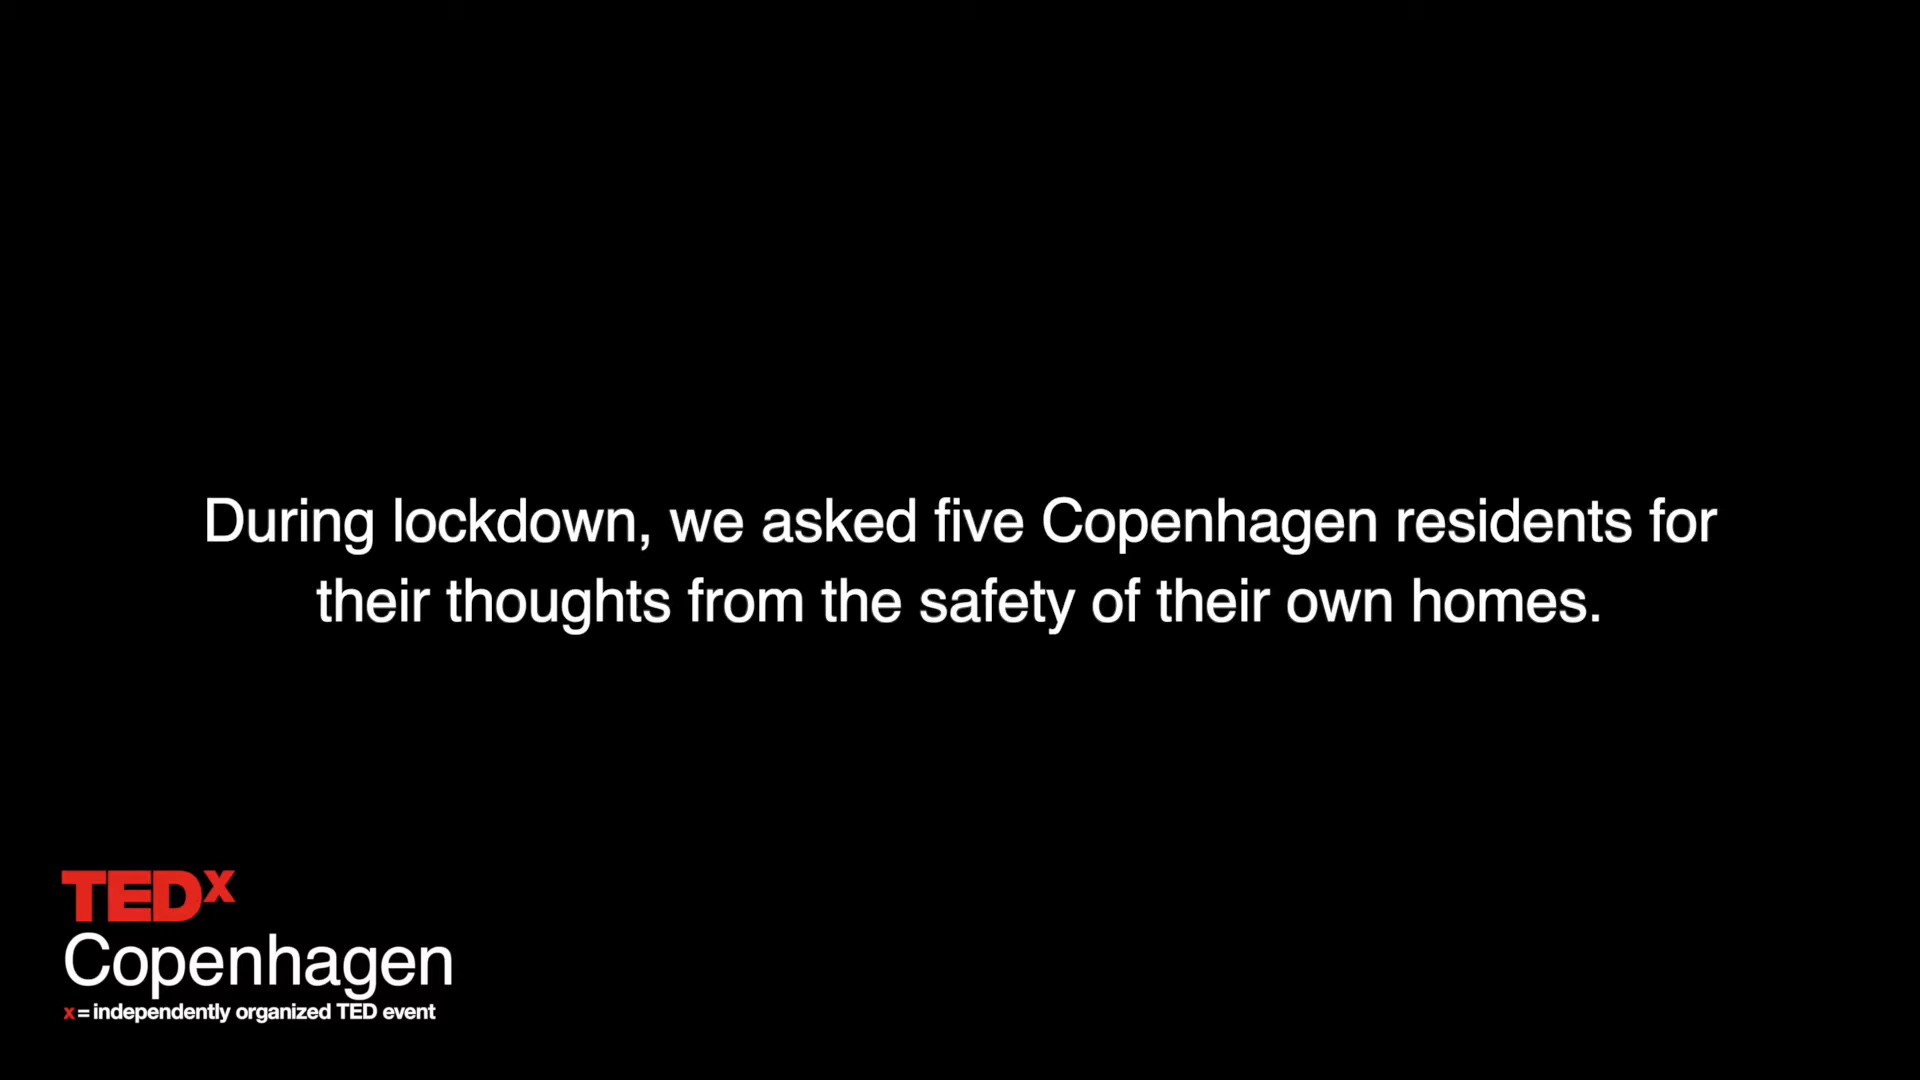 During lockdown, we asked five Copenhagen residents for
their thoughts from the safety of their own homes.
TEDx
Copenhagen
x = independently organized TED event